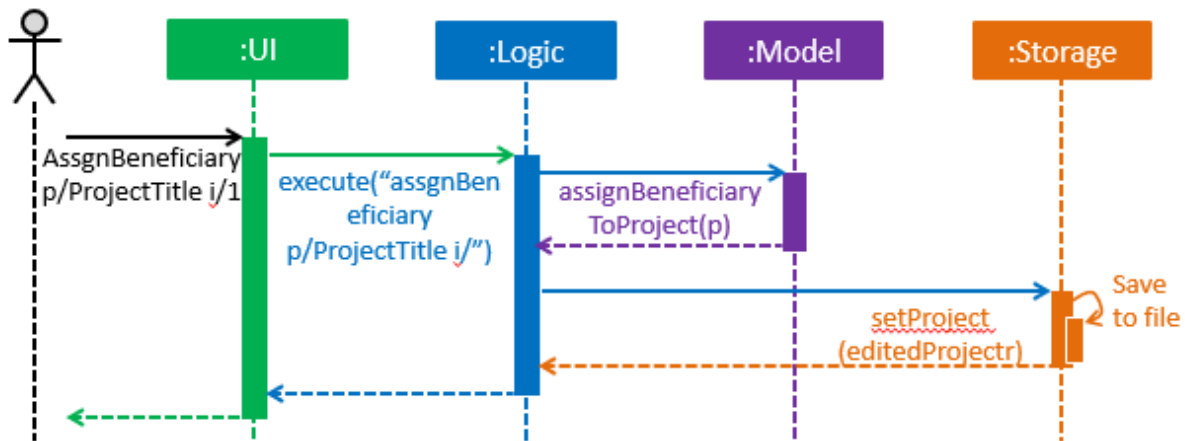 :UI
:Logic
:Model
:Storage
AssgnBeneficiary
p/ProjectTitle i/1
execute(“assgnBen
eficiary
p/ProjectTitle i/”)
assignBeneficiary
ToProject(p)
Save
to file
setProject
(editedProjectr)